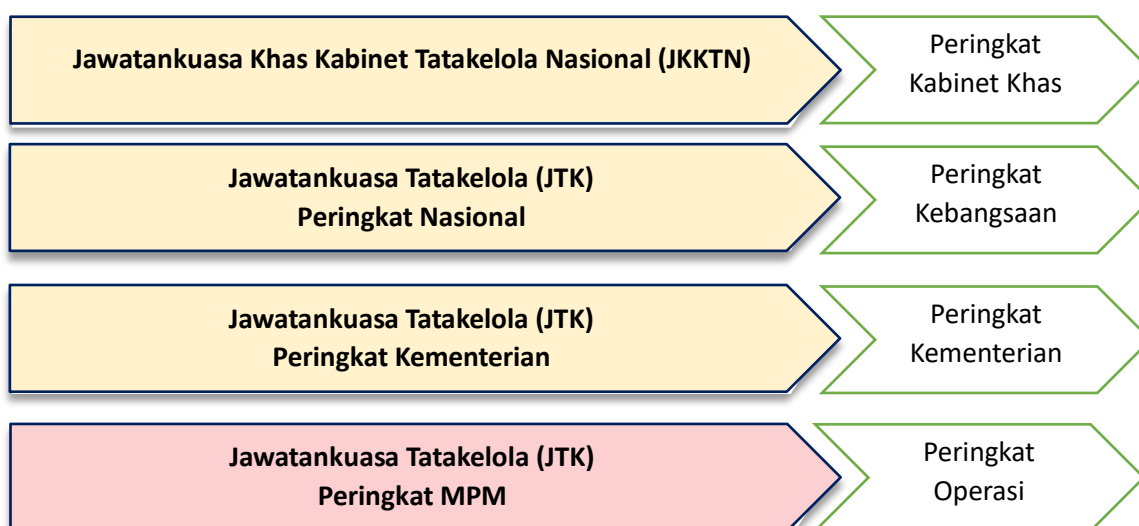 Jawatankuasa Khas Kabinet Tatakelola Nasional (JKKTN)
Peringkat
Kabinet Khas
Jawatankuasa Tatakelola (JTK)
Peringkat Nasional
Peringkat
Kebangsaan
Jawatankuasa Tatakelola (JTK)
Peringkat Kementerian
Peringkat
Kementerian
Jawatankuasa Tatakelola (JTK)
Peringkat MPM
Peringkat
Operasi